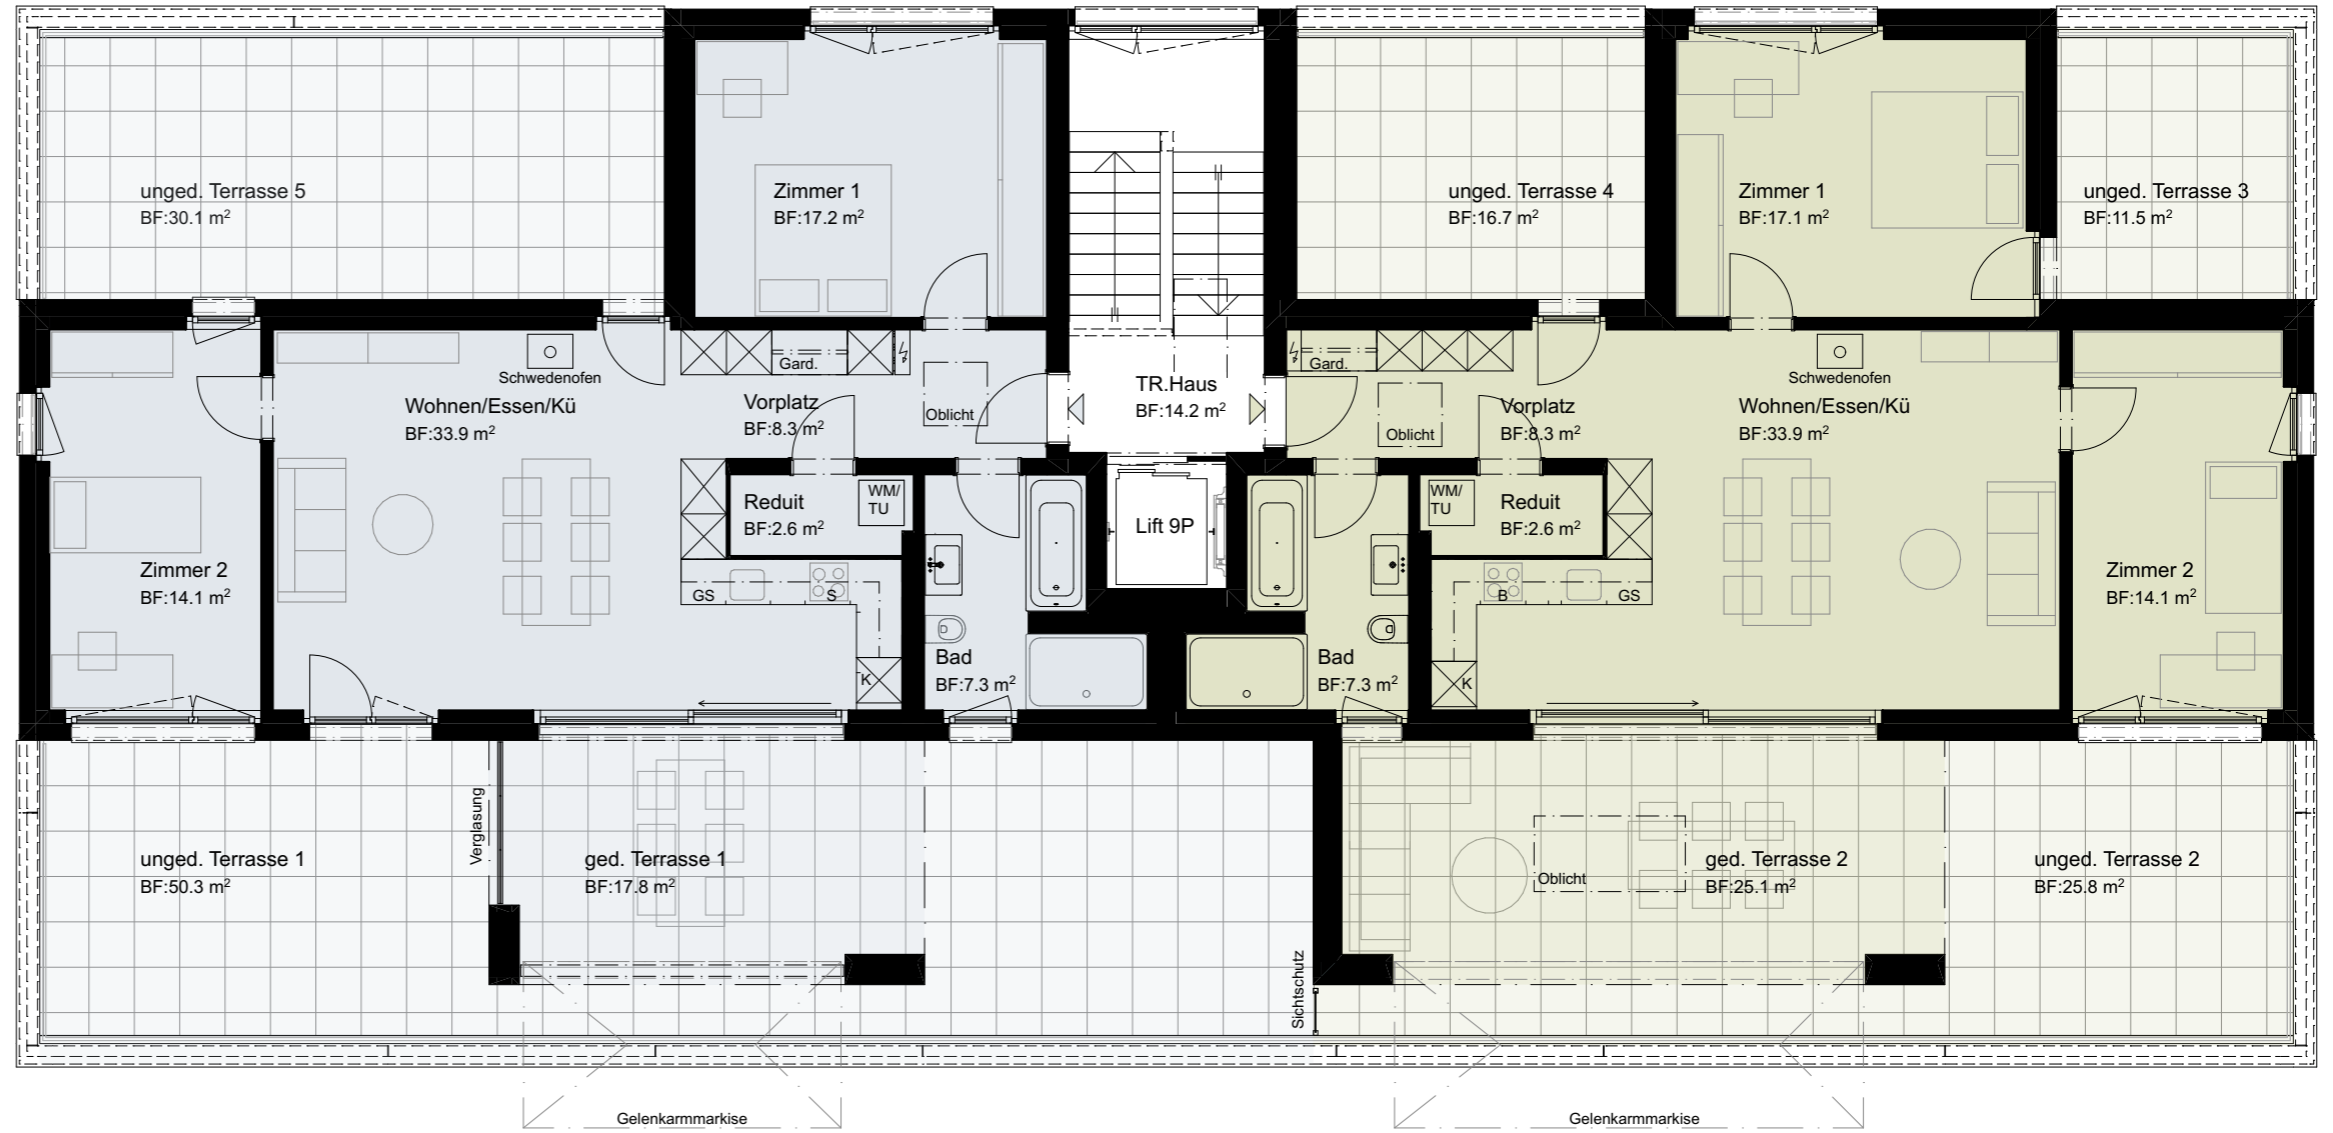 unged. Terrasse 5
BF:30.1 m²
Zimmer 1
BF:17.2 m²
unged. Terrasse 4
BF:16.7 m²
Zimmer 1
BF:17.1 m²
unged. Terrasse 3
BF:11.5 m²
Schwedenofen
Gard.
Wohnen/Essen/Kü
BF:33.9 m²
Vorplatz
BF:8.3 m²
Oblicht
TR.Haus
BF:14.2 m²
Gard.
Oblicht
Vorplatz
BF:8.3 m²
Schwedenofen
Wohnen/Essen/Kü
BF:33.9 m²
Reduit
BF:2.6 m²
WM/
TU
Lift 9P
WM/
TU
Reduit
BF:2.6 m²
Zimmer 2
BF:14.1 m²
GS
S
B
GS
Zimmer 2
BF:14.1 m²
K
Bad
BF:7.3 m²
Bad
BF:7.3 m²
K
Verglasung
unged. Terrasse 1
BF:50.3 m²
ged. Terrasse 1
BF:17.8 m²
Oblicht
ged. Terrasse 2
BF:25.1 m²
unged. Terrasse 2
BF:25.8 m²
Sichtschutz
Gelenkarmmarkise
Gelenkarmmarkise